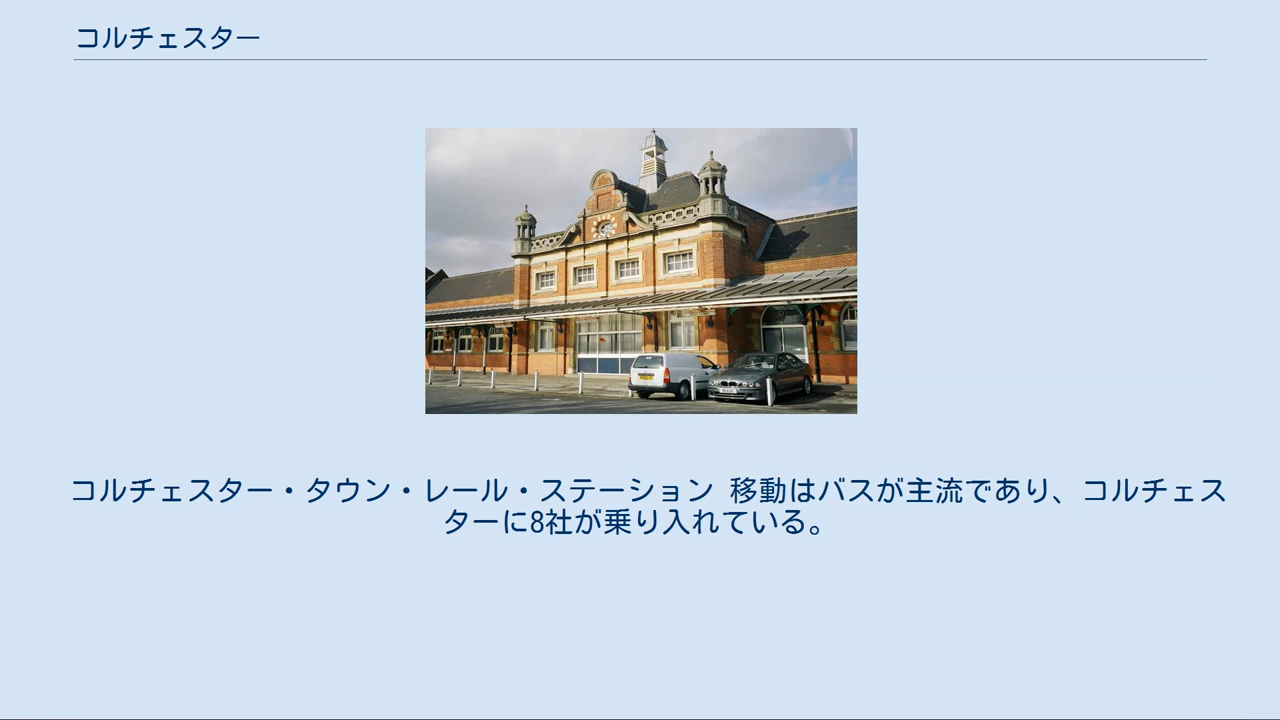 コルチェスター
コルチェスター・タウン・レール・ステーション 移動はバスが主流であり、コルチェス
ターに8社が乗り入れている。